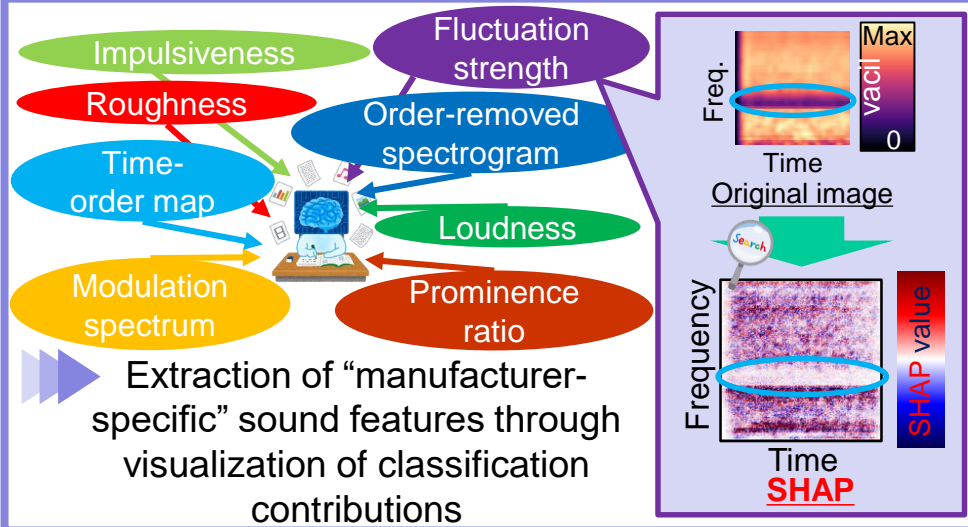 Impulsiveness
Fluctuation
strength
Roughness
Order-removed
spectrogram
Time-
order map
Loudness
Modulation
spectrum
Prominence
ratio
Extraction of “manufacturer-
specific” sound features through
visualization of classification
contributions
Freq.
Max
vacil
0
Time
Original image
Search
Frequency
SHAP value
Time
SHAP